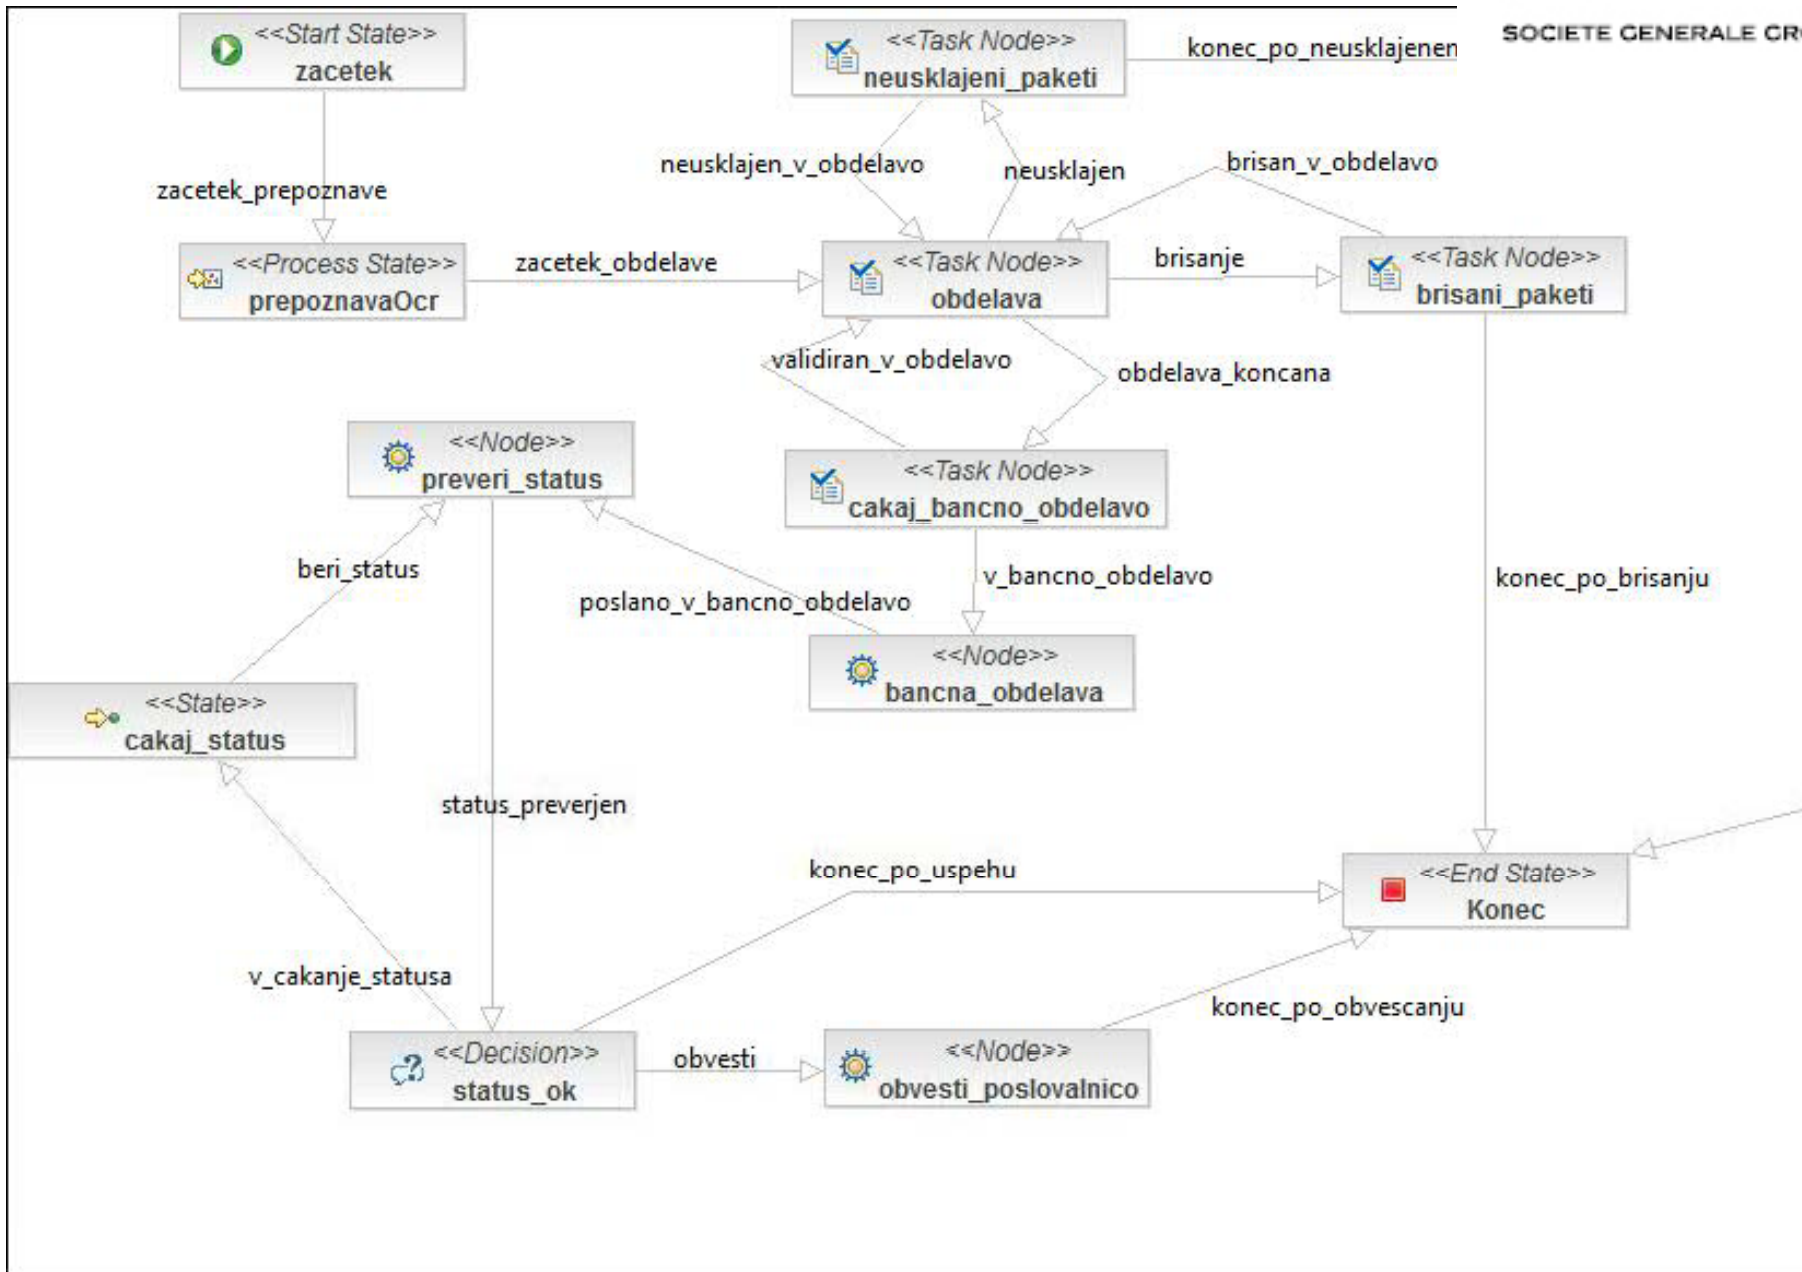 <<Start State>>
zacetek
<<Task Node>>
neusklajeni_paketi
konec_po_neusklajenen
SOCIETE GENERALE GR
neusklajen_v_obdelavo
neusklajen
brisan_v_obdelavo
zacetek_prepoznave
<<Process State>>
prepoznavaOcr
zacetek_obdelave
<<Task Node>>
obdelava
brisanje
<<Task Node>>
brisani_paketi
validiran_v_obdelavo
obdelava_koncana
<<Node>>
preveri_status
<<Task Node>>
cakaj_bancno_obdelavo
beri_status
poslano_v_bancno_obdelavo
v_bancno_obdelavo
konec_po_brisanju
<<Node>>
bancna_obdelava
<<State>>
cakaj_status
status_preverjen
konec_po_uspehu
<<End State>>
Konec
v_cakanje_statusa
konec_po_obvescanju
<<Decision>>
status_ok
obvesti
<<Node>>
obvesti_poslovalnico